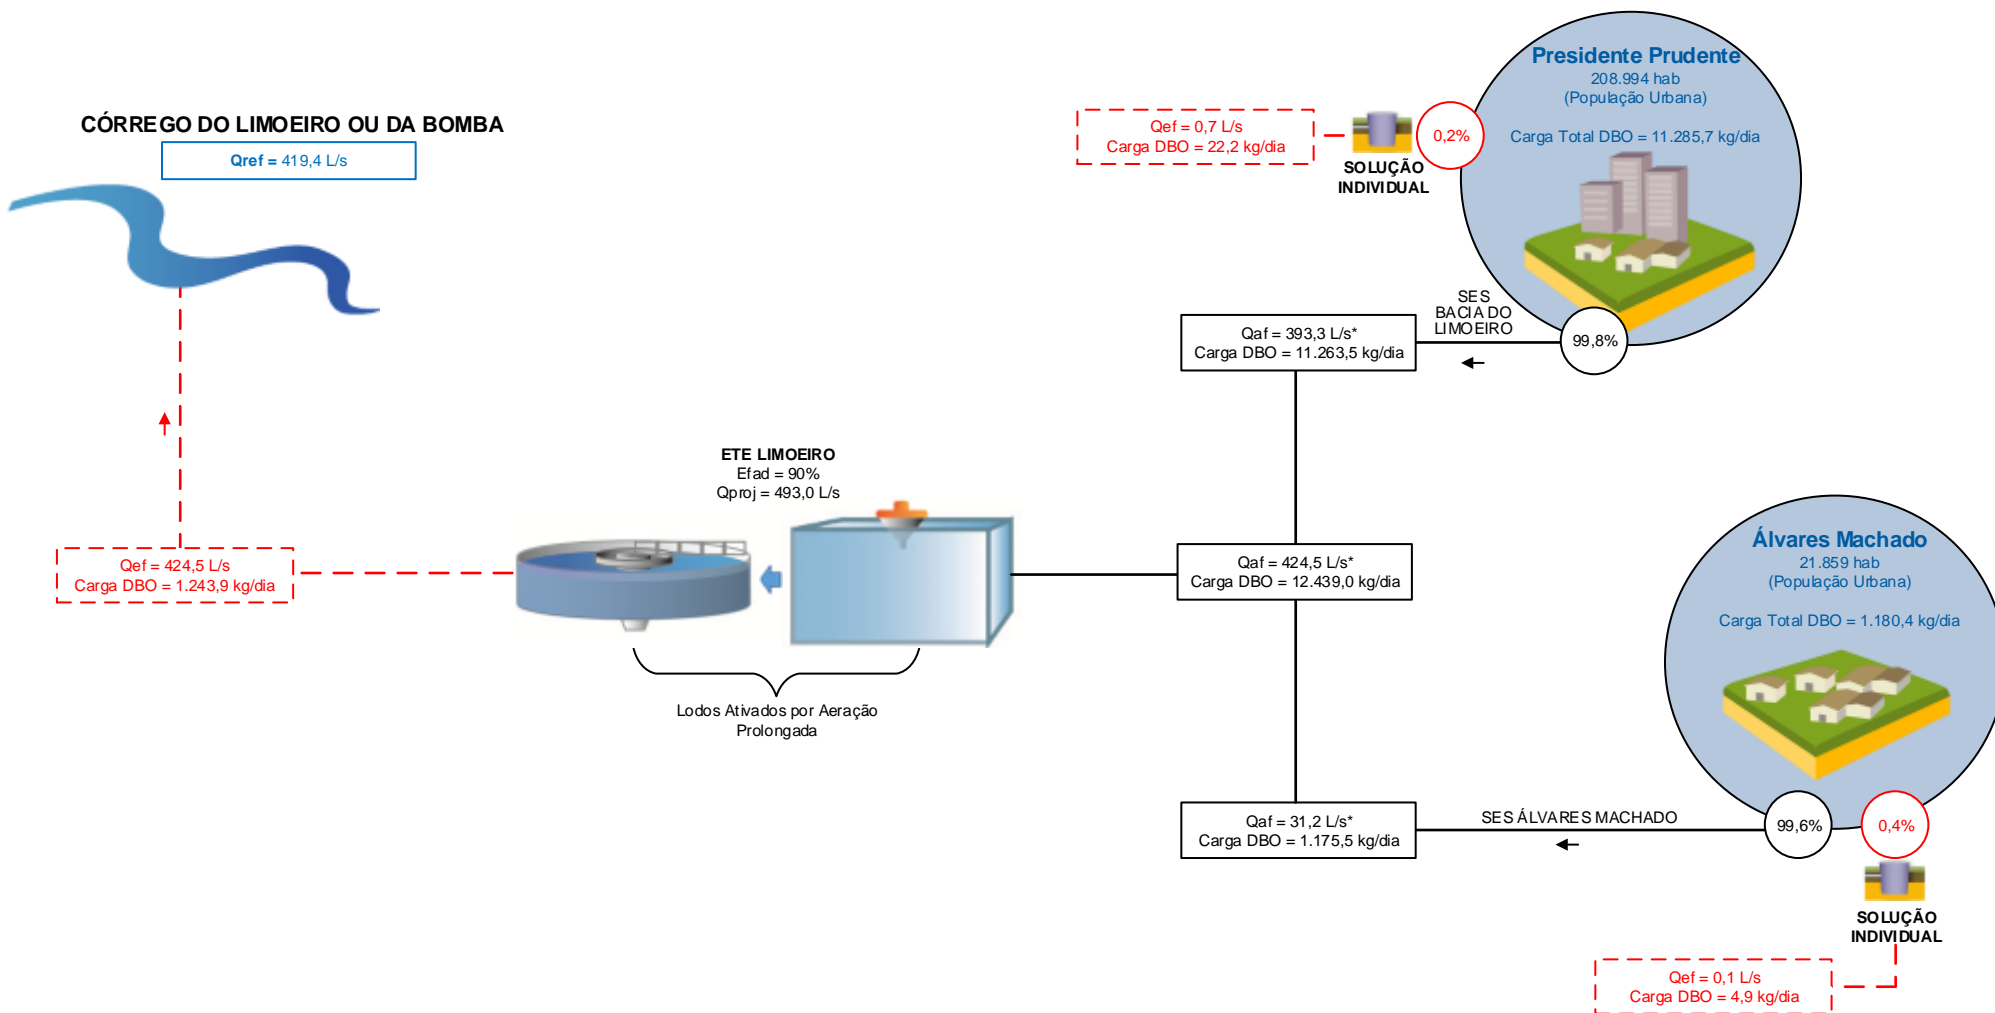 CÓRREGO DO LIMOEIRO OU DA BOMBA
Qref = 419,4 L/s
Qef = 424,5 L/s
Carga DBO = 1.243,9 kg/dia
ETE LIMOEIRO
Efad = 90%
Qproj = 493,0 L/s
Lodos Ativados por Aeração
Prolongada
Qef = 0,7 L/s
Carga DBO = 22,2 kg/dia
SOLUÇÃO
INDIVIDUAL
0,2%
Presidente Prudente
208.994 hab
(População Urbana)
Carga Total DBO = 11.285,7 kg/dia
99,8%
SES
BACIA DO
LIMOEIRO
Qaf = 393,3 L/s*
Carga DBO = 11.263,5 kg/dia
Qaf = 424,5 L/s*
Carga DBO = 12.439,0 kg/dia
Qaf = 31,2 L/s*
Carga DBO = 1.175,5 kg/dia
SES ÁLVARES MACHADO
Álvares Machado
21.859 hab
(População Urbana)
Carga Total DBO = 1.180,4 kg/dia
99,6%
0,4%
SOLUÇÃO
INDIVIDUAL
Qef = 0,1 L/s
Carga DBO = 4,9 kg/dia